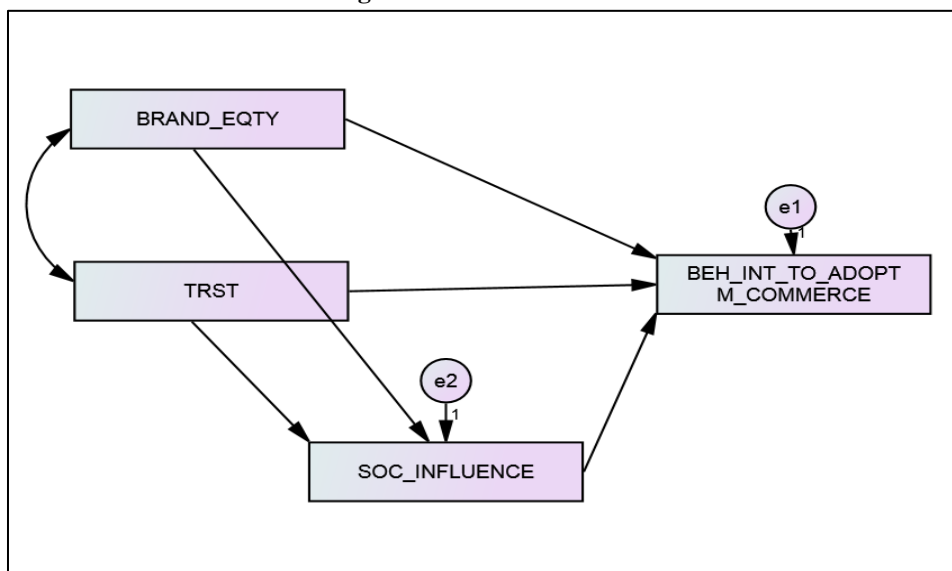 BRAND_EQTY
e1
1
BEH_INT_TO_ADOPT
M_COMMERCE
TRST
e2
1
SOC_INFLUENCE